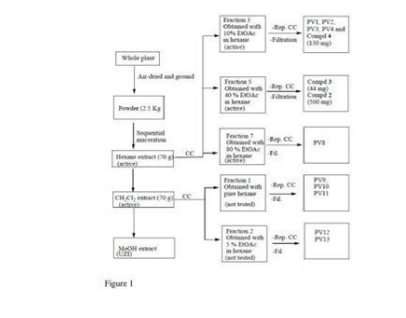 Whole plant
Air-dried and ground
Powder (2.5 Kg
Sequential
maceration
Hexane extract (70 g)
(active)
CC
CH2Cl2 extract (70 g)
(active)
CC
MeOH extract
(UZI)
Fraction 3
Obtained with
10% EtOAc
in hexane
(active)
-Rep. CC
-Filtration
PV1, PV2,
PV3, PV4 and
Compd 4
(130 mg)
Fraction 5
Obtained with
40 % EtOAc
in hexane
(active)
-Rep. CC
-Filtration
Compd 3
(44 mg)
Compd 2
(500 mg)
Fraction 7
Obtained with
80 % EtOAc
in hexane
(active)
-Rep. CC
-Fil.
PV8
Fraction 1
Obtained with
pure hexane
(not tested)
-Rep. CC
-Fil.
PV9,
PV10
PV11
Fraction 2
Obtained with
5 % EtOAc
in hexane
(not tested)
-Rep. CC
-Fil.
PV12
PV13
Figure 1